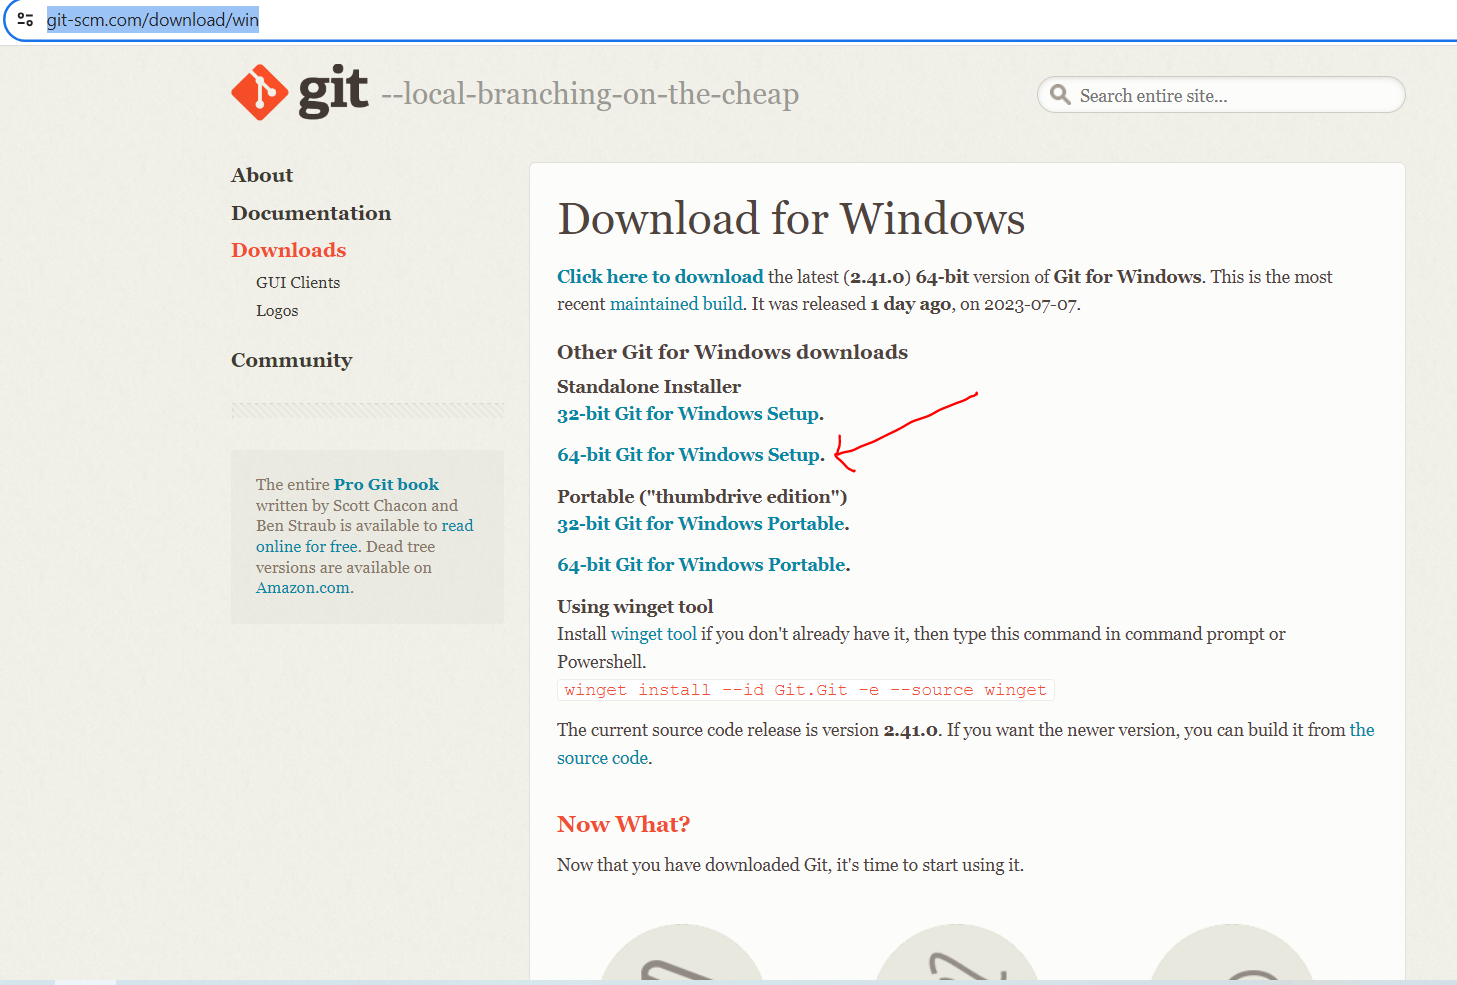 git-scm.com/download/win
git --local-branching-on-the-cheap
Search entire site...
About
Documentation
Downloads
GUI Clients
Logos
Community
The entire Pro Git book
written by Scott Chacon and
Ben Straub is available to read
online for free. Dead tree
versions are available on
Amazon.com.
Download for Windows
Click here to download the latest (2.41.0) 64-bit version of Git for Windows. This is the most
recent maintained build. It was released 1 day ago, on 2023-07-07.
Other Git for Windows downloads
Standalone Installer
32-bit Git for Windows Setup.
64-bit Git for Windows Setup.
Portable ("thumbdrive edition")
32-bit Git for Windows Portable.
64-bit Git for Windows Portable.
Using winget tool
Install winget tool if you don't already have it, then type this command in command prompt or
Powershell.
winget install --id Git.Git -e --source winget
The current source code release is version 2.41.0. If you want the newer version, you can build it from the
source code.
Now What?
Now that you have downloaded Git, it's time to start using it.